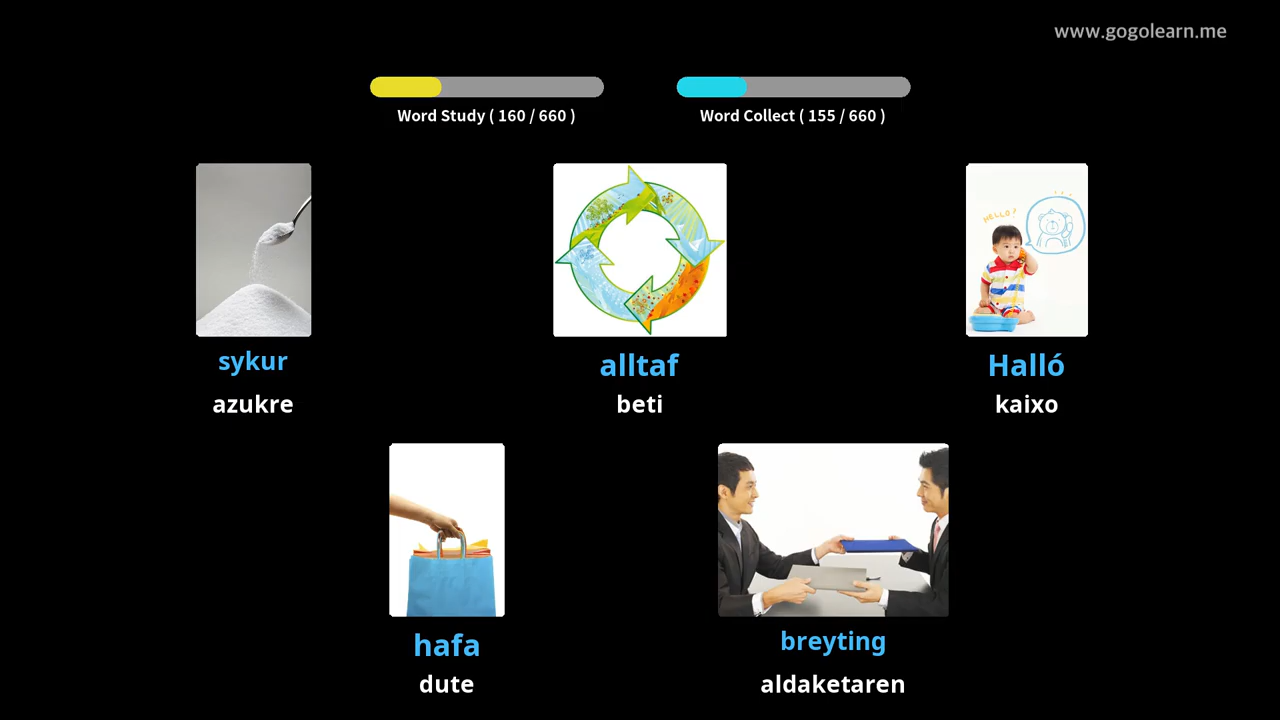 www.gogolearn.me
Word Study ( 160 / 660 )
Word Collect ( 155 / 660 )
HELLO?
sykur
azukre
alltaf
beti
Halló
kaixo
hafa
dute
breyting
aldaketaren